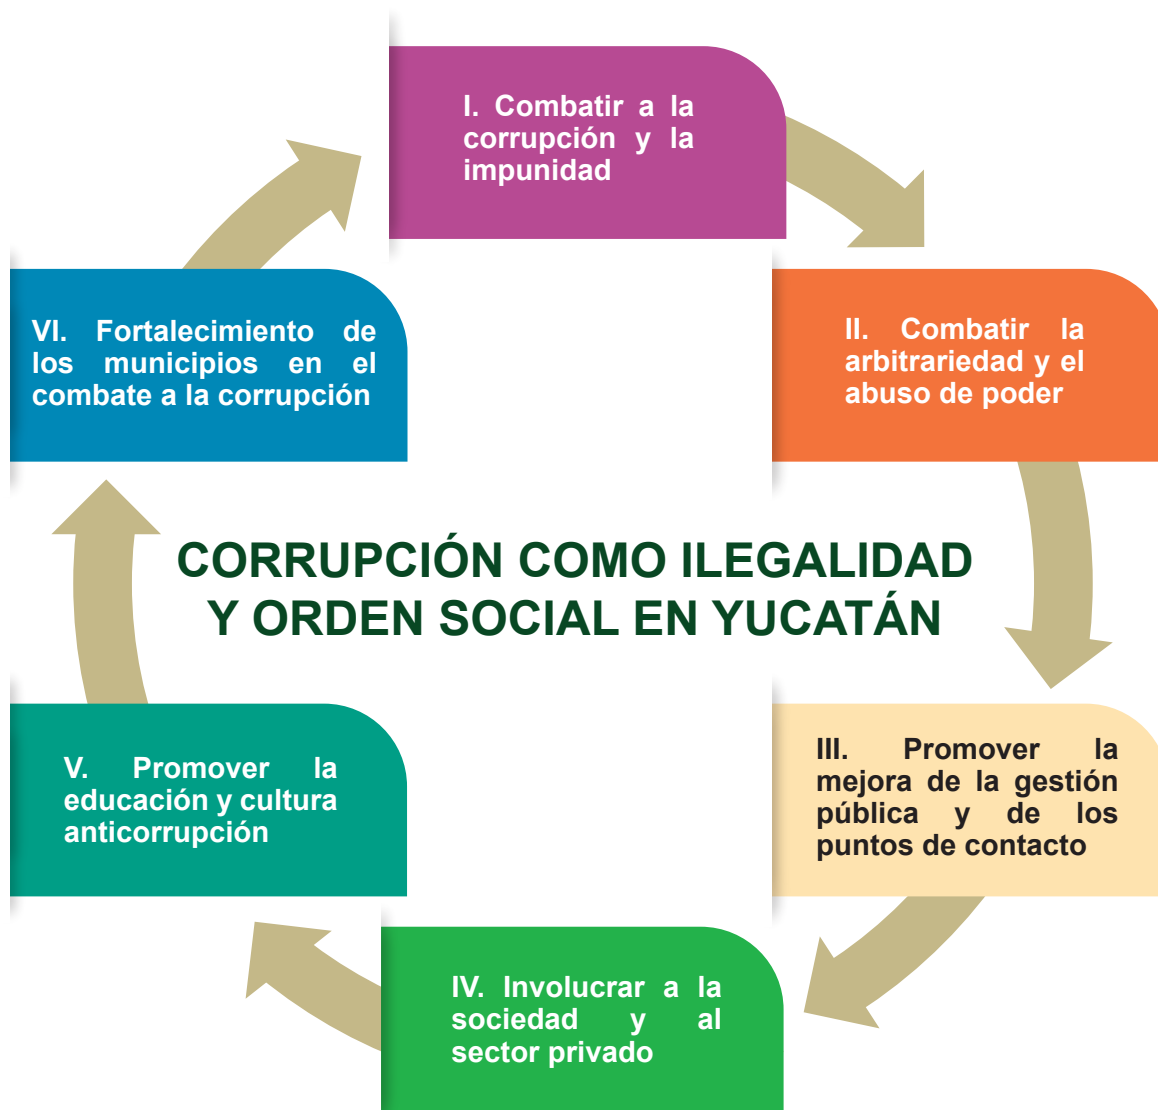 I. Combatir a la
corrupción y la
impunidad
II. Combatir la
arbitrariedad y el
abuso de poder
III. Promover la
mejora de la gestión
pública y de los
puntos de contacto
IV. Involucrar a la
sociedad y al
sector privado
V. Promover la
educación y cultura
anticorrupción
VI. Fortalecimiento de
los municipios en el
combate a la corrupción
CORRUPCIÓN COMO ILEGALIDAD
Y ORDEN SOCIAL EN YUCATÁN